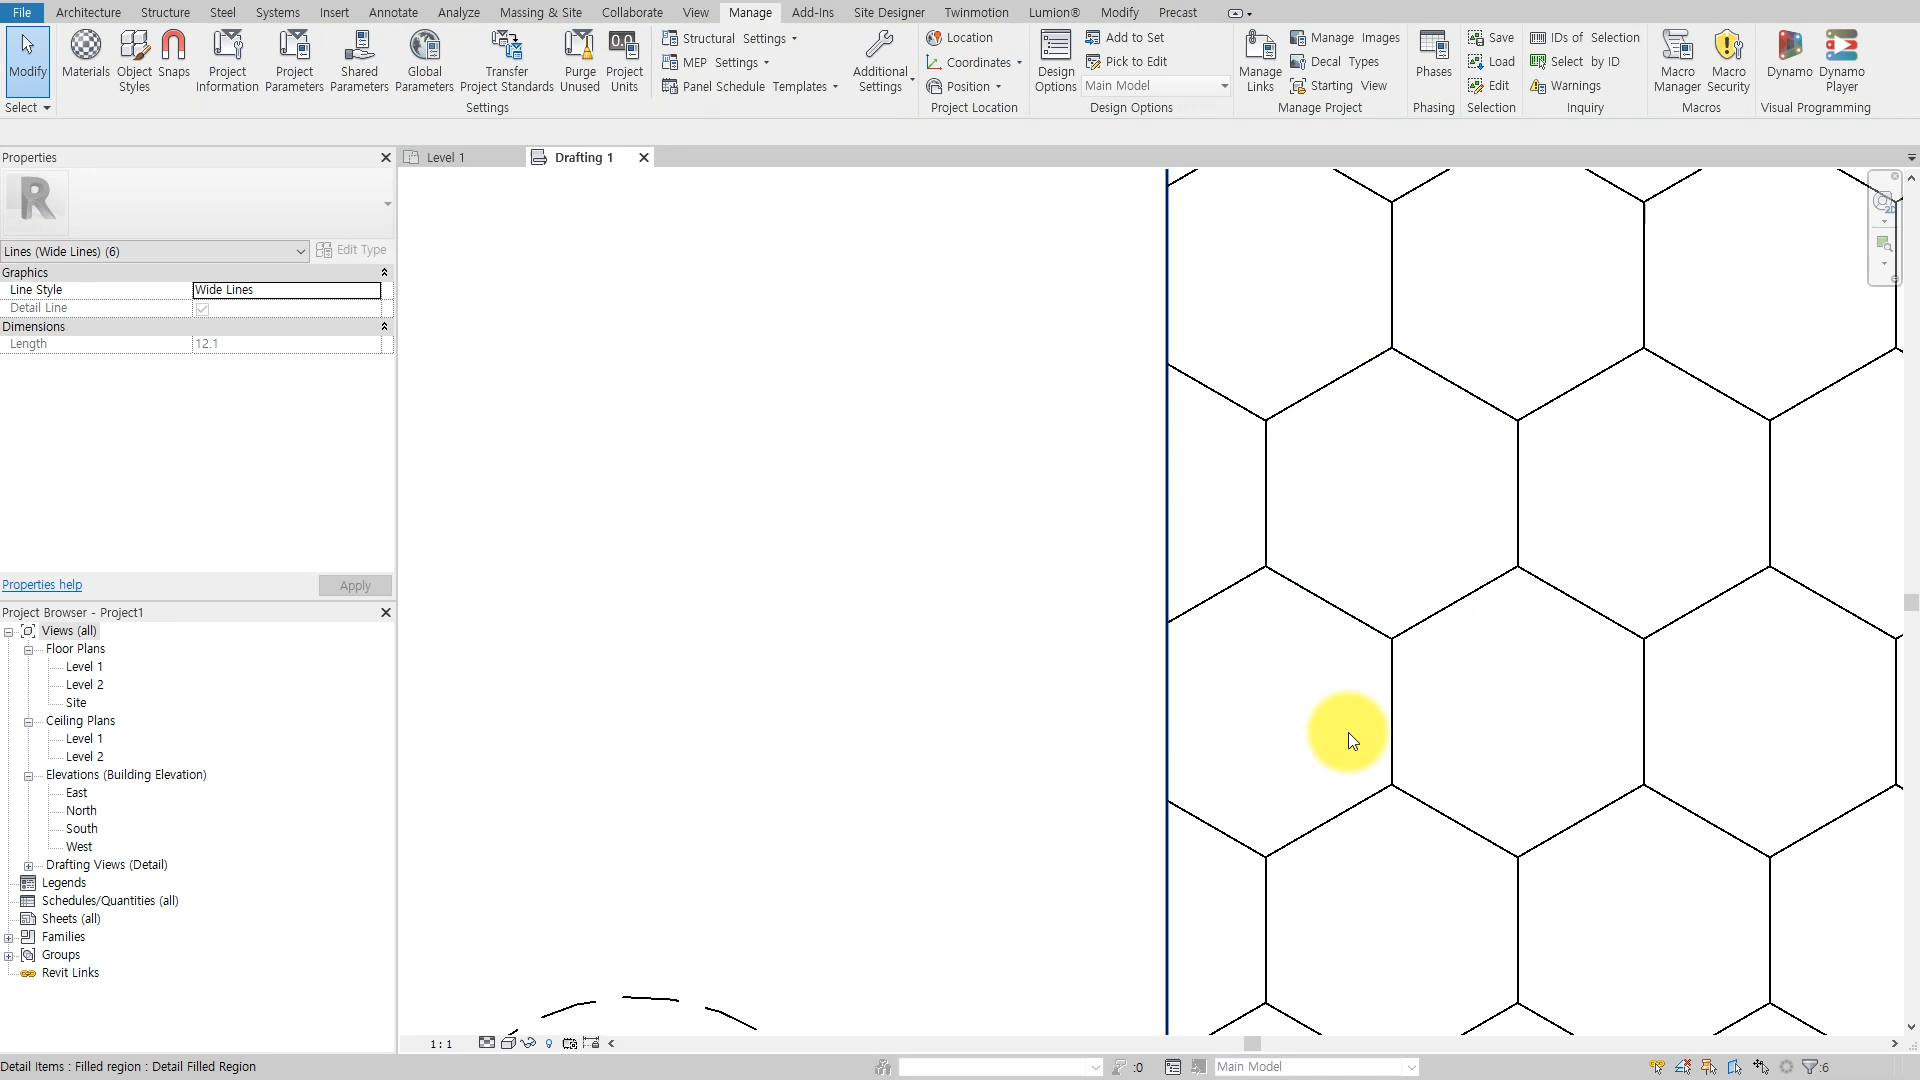 File Architecture Structure Steel Systems Insert Annotate Analyze Massing & Site Collaborate View Manage Add-Ins Site Designer Twinmotion Lumion® Modify Precast
Modify
Select
Materials
Object Styles
Snaps
Project Information
Project Parameters
Shared Parameters
Global Parameters
Transfer Project Standards
Purge Unused
Project Units
Structural Settings
MEP Settings
Panel Schedule Templates
Additional Settings
Settings
Location
Coordinates
Position
Project Location
Design Options
Add to Set
Pick to Edit
Main Model
Design Options
Manage Links
Manage Images
Decal Types
Starting View
Manage Project
Phases
Phasing
Save
Load
Edit
Selection
IDs of Selection
Select by ID
Warnings
Inquiry
Macro Manager
Macro Security
Macros
Dynamo
Dynamo Player
Visual Programming
Properties
Level 1
Drafting 1
R
Lines (Wide Lines) (6)
Edit Type
Graphics
Line Style Wide Lines
Detail Line
Dimensions
Length 12.1
Properties help
Apply
Project Browser - Project1
Views (all)
Floor Plans
Level 1
Level 2
Site
Ceiling Plans
Level 1
Level 2
Elevations (Building Elevation)
East
North
South
West
Drafting Views (Detail)
Legends
Schedules/Quantities (all)
Sheets (all)
Families
Groups
Revit Links
2D
1 : 1
Detail Items : Filled region : Detail Filled Region
:0
Main Model
:6